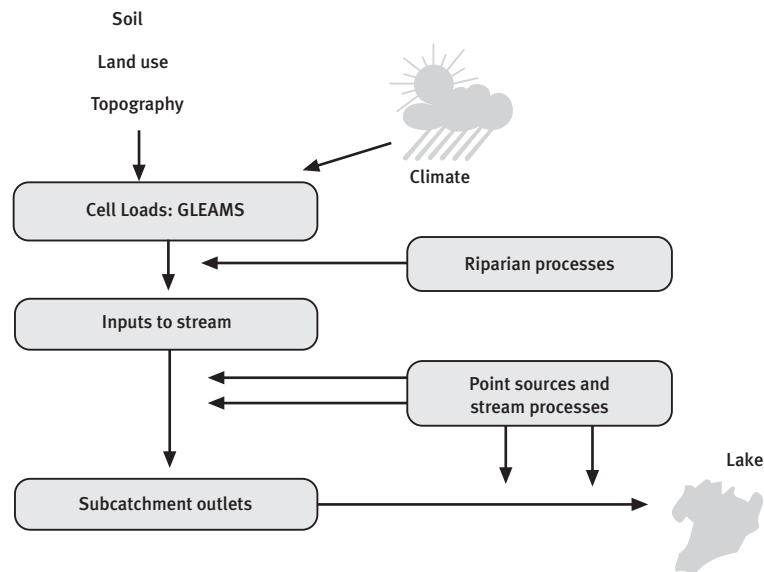 Soil
Land use
Topography
Climate
Cell Loads: GLEAMS
Riparian processes
Inputs to stream
Point sources and
stream processes
Lake
Subcatchment outlets